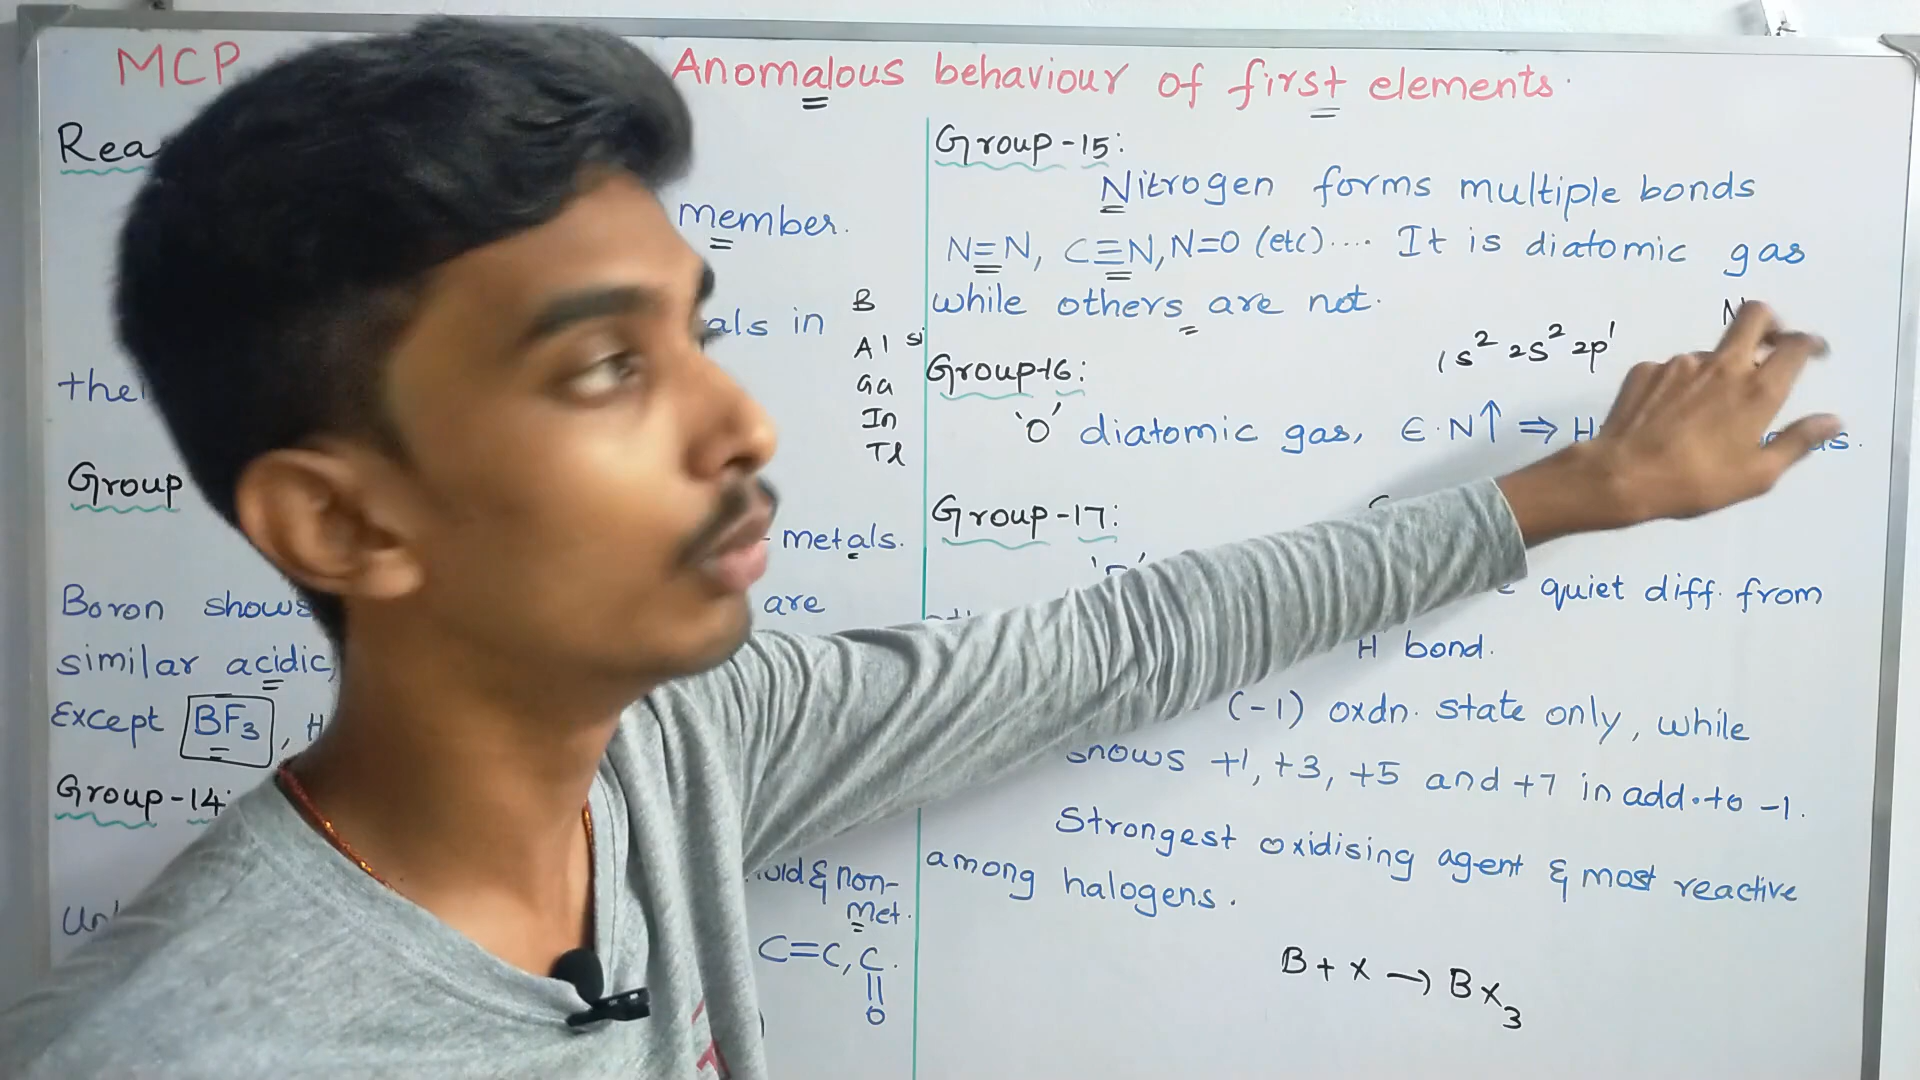 MCP Anomalous behaviour of first elements.
member.
als in
B
Al Si
Ga
In
Tl
Group
- metals.
Boron shows are
similar acidic,
Except BF3, H
Group-14:
& non-
Met.
C=C, C
||
O
Group-15:
Nitrogen forms multiple bonds
N≡N, C≡N, N=O (etc).... It is diatomic gas
while others are not.
1s² 2s² 2p¹
N
Group-16:
'O' diatomic gas, E.N↑ ⇒ H
Group-17:
quiet diff. from
H bond.
(-1) oxdn. state only, while
shows +1, +3, +5 and +7 in add. to -1.
Strongest oxidising agent & most reactive
among halogens.
B + x → Bx3